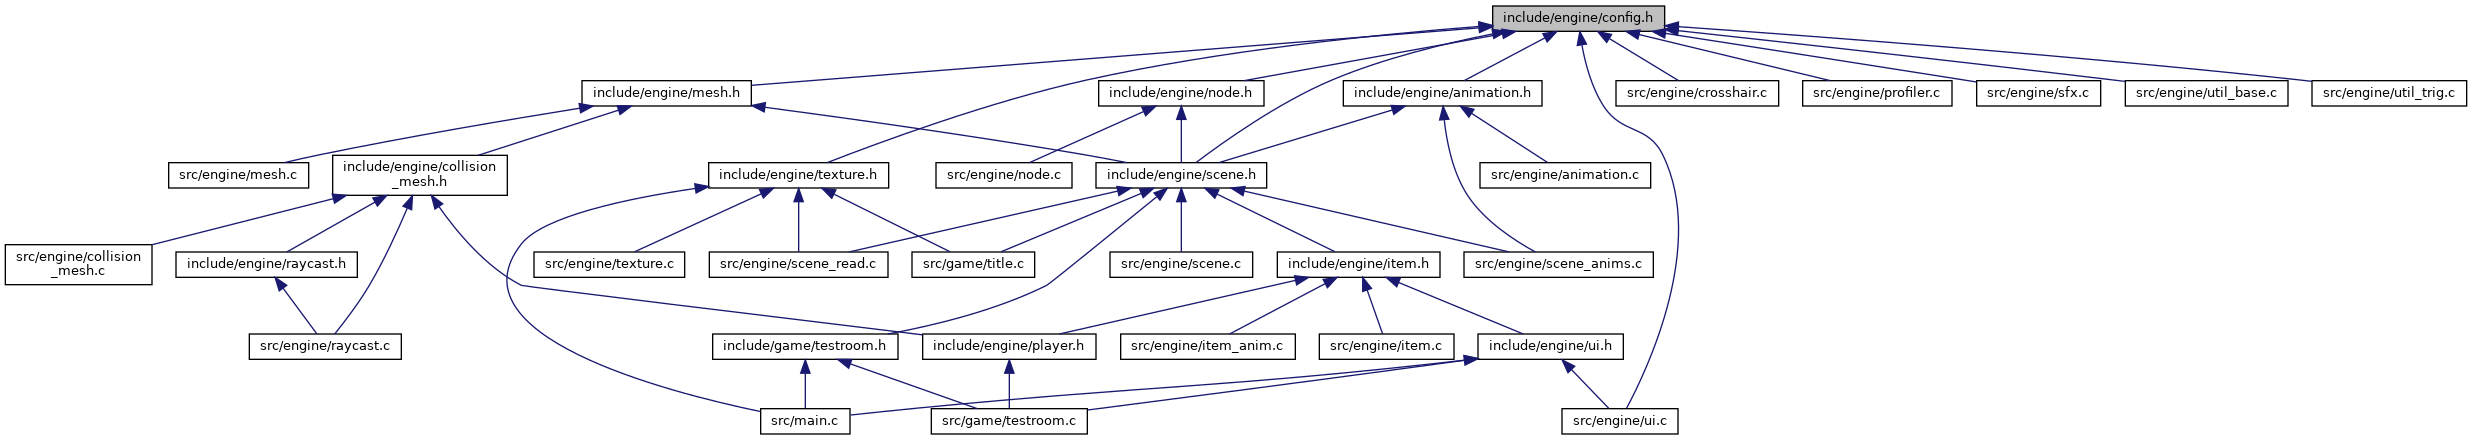 include/engine/config.h
include/engine/mesh.h
include/engine/node.h
include/engine/animation.h
src/engine/crosshair.c
src/engine/profiler.c
src/engine/sfx.c
src/engine/util_base.c
src/engine/util_trig.c
src/engine/mesh.c
include/engine/collision
_mesh.h
include/engine/texture.h
src/engine/node.c
include/engine/scene.h
src/engine/animation.c
src/engine/collision
_mesh.c
include/engine/raycast.h
src/engine/texture.c
src/engine/scene_read.c
src/game/title.c
src/engine/scene.c
include/engine/item.h
src/engine/scene_anims.c
src/engine/raycast.c
include/game/testroom.h
include/engine/player.h
src/engine/item_anim.c
src/engine/item.c
include/engine/ui.h
src/main.c
src/game/testroom.c
src/engine/ui.c